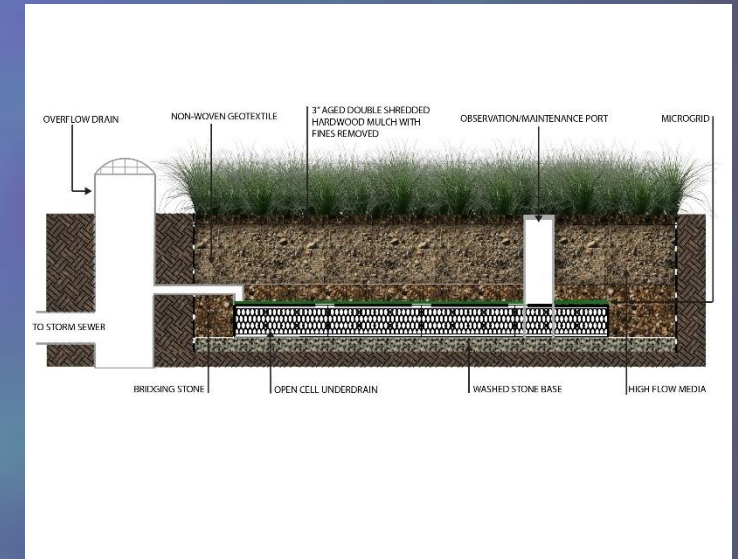 OVERFLOW DRAIN
NON-WOVEN GEOTEXTILE
3" AGED DOUBLE SHREDDED
HARDWOOD MULCH WITH
FINES REMOVED
OBSERVATION/MAINTENANCE PORT
MICROGRID
TO STORM SEWER
BRIDGING STONE
OPEN CELL UNDERDRAIN
WASHED STONE BASE
HIGH FLOW MEDIA